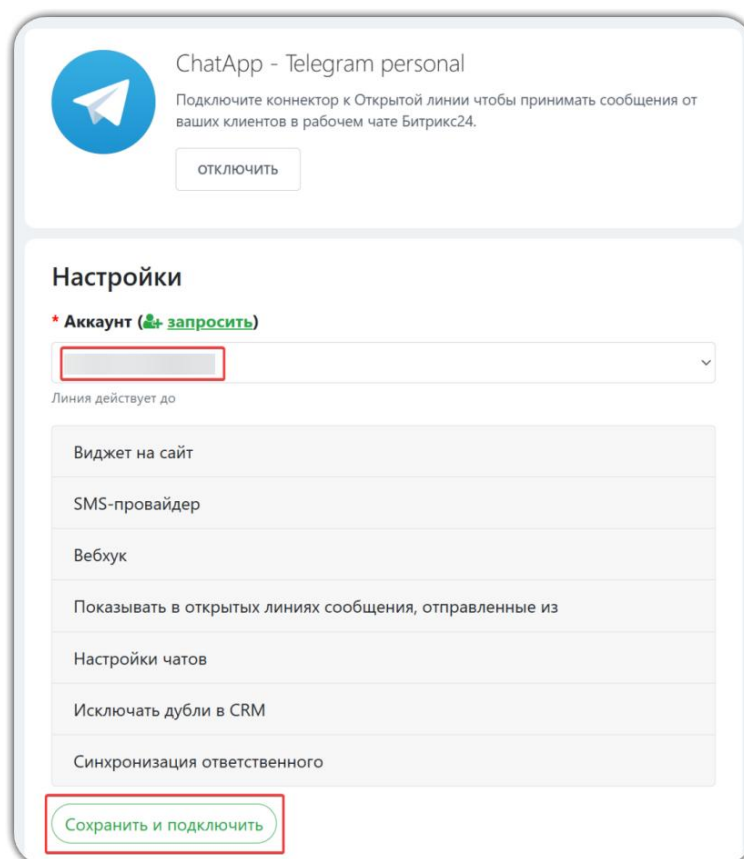 ChatApp - Telegram personal
Подключите коннектор к Открытой линии чтобы принимать сообщения от
ваших клиентов в рабочем чате Битрикс24.
ОТКЛЮЧИТЬ
Настройки
* Аккаунт (запросить)
Линия действует до
Виджет на сайт
SMS-провайдер
Вебхук
Показывать в открытых линиях сообщения, отправленные из
Настройки чатов
Исключать дубли в CRM
Синхронизация ответственного
Сохранить и подключить